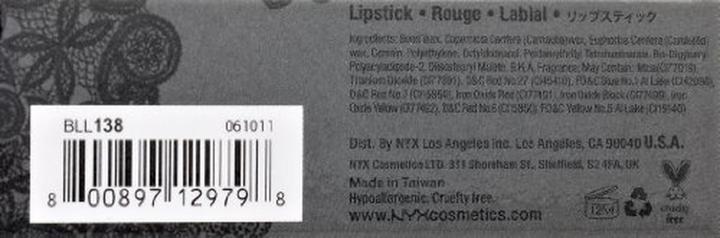 Lipstick • Rouge • Labial • リップスティック
Ingredients: Bees Wax, Copernicia Cerifera (Carnauba) wax, Euphorbia Cerifera (Candelilla)
wax, Ceresin, Polyethylene, Octyldodecanol, Pentaerythrityl Tetraisostearate, Bis-Diglyceryl
Polyacyladipate-2, Diisostearyl Malate, B.H.A, Fragrance, May Contain: Mica(CI77019),
Titanium Dioxide (CI77891), D&C Red No.27 (CI45410), FD&C Blue No.1 Al Lake (CI42090),
D&C Red No.7 (CI15850), Iron Oxide Red (CI77491), Iron Oxide Black (CI77499), Iron
Oxide Yellow (CI77492), D&C Red No.6 (CI15850), FD&C Yellow No.5 Al Lake (CI19140)
BLL138 061011
8 00897 12979 8
Dist. By NYX Los Angeles Inc. Los Angeles, CA 90040 U.S.A.
NYX Cosmetics LTD. 311 Shoreham St, Sheffield, S2 4FA, UK
Made in Taiwan
Hypoallergenic. Cruelty free.
www.NYXcosmetics.com
12M
cruelty
free